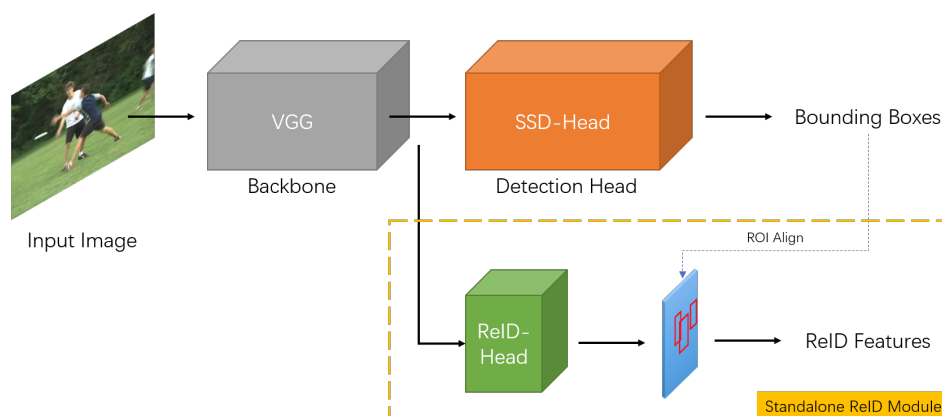 VGG
SSD-Head
Bounding Boxes
Backbone
Detection Head
Input Image
ROI Align
ReID-
Head
ReID Features
Standalone ReID Module